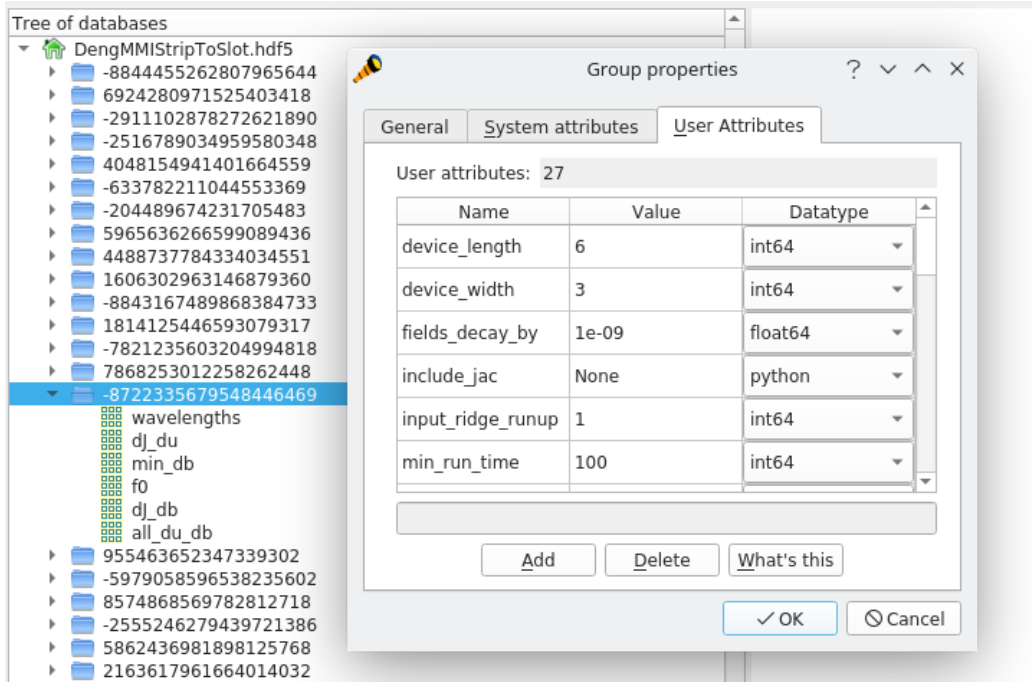 Tree of databases
DengMMIStripToSlot.hdf5
-8844455262807965644
6924280971525403418
-2911102878272621890
-2516789034959580348
4048154941401664559
-633782211044553369
-204489674231705483
5965636266599089436
4488737784334034551
1606302963146879360
-8843167489868384733
1814125446593079317
-7821235603204994818
7868253012258262448
-8722335679548446469
wavelengths
dJ_du
min_db
f0
dJ_db
all_du_db
955463652347339302
-5979058596538235602
8574868569782812718
-2555246279439721386
5862436981898125768
2163617961664014032
Group properties
General System attributes User Attributes
User attributes: 27
Name Value Datatype
device_length 6 int64
device_width 3 int64
fields_decay_by 1e-09 float64
include_jac None python
input_ridge_runup 1 int64
min_run_time 100 int64
Add Delete What's this
OK Cancel